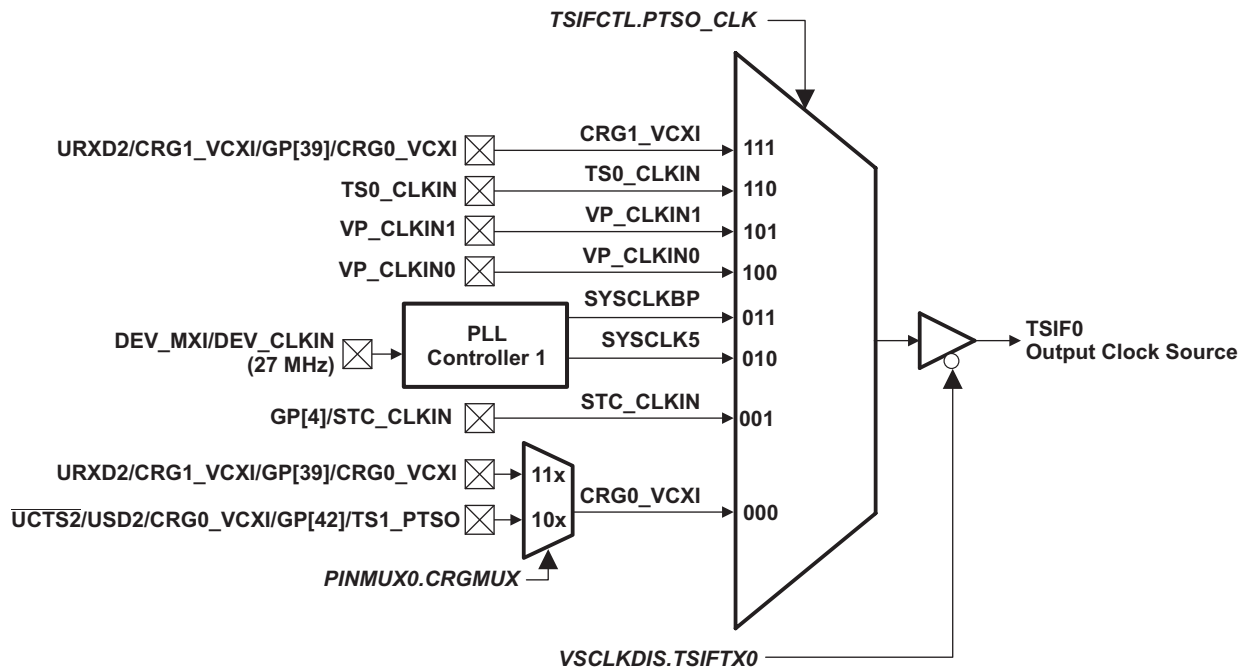 TSIFCTL.PTSO_CLK
URXD2/CRG1_VCXI/GP[39]/CRG0_VCXI
CRG1_VCXI
111
TS0_CLKIN
TS0_CLKIN
110
VP_CLKIN1
VP_CLKIN1
101
VP_CLKIN0
VP_CLKIN0
100
DEV_MXI/DEV_CLKIN
(27 MHz)
PLL
Controller 1
SYSCLKBP
011
SYSCLK5
010
TSIF0
Output Clock Source
GP[4]/STC_CLKIN
STC_CLKIN
001
URXD2/CRG1_VCXI/GP[39]/CRG0_VCXI
11x
UCTS2/USD2/CRG0_VCXI/GP[42]/TS1_PTSO
10x
CRG0_VCXI
000
PINMUX0.CRGMUX
VSCLKDIS.TSIFTX0